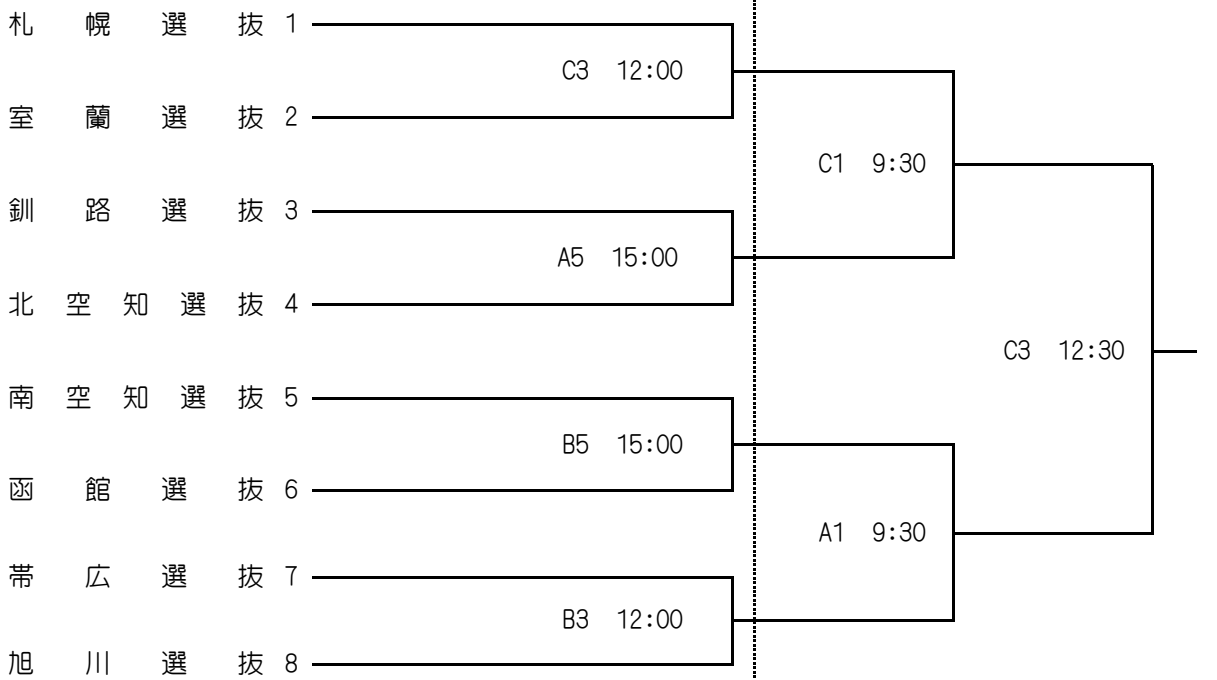 札幌選抜 1
C3 12:00
室蘭選抜 2
C1 9:30
釧路選抜 3
A5 15:00
北空知選抜 4
C3 12:30
南空知選抜 5
B5 15:00
函館選抜 6
A1 9:30
帯広選抜 7
B3 12:00
旭川選抜 8